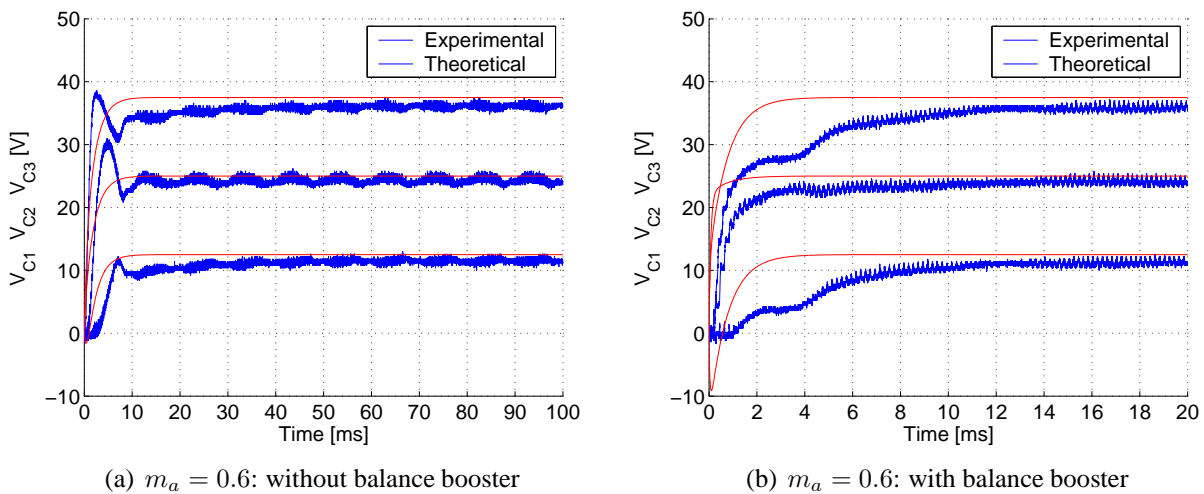 50
40
30
20
10
0
−10
V_C1 V_C2 V_C3 [V]
Experimental
Theoretical
0 10 20 30 40 50 60 70 80 90 100
Time [ms]
(a) m_a = 0.6: without balance booster
50
40
30
20
10
0
−10
V_C1 V_C2 V_C3 [V]
Experimental
Theoretical
0 2 4 6 8 10 12 14 16 18 20
Time [ms]
(b) m_a = 0.6: with balance booster